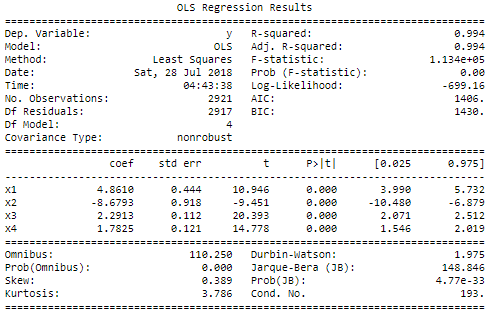 OLS Regression Results
==============================================================================
Dep. Variable:                      y   R-squared:                       0.994
Model:                            OLS   Adj. R-squared:                  0.994
Method:                 Least Squares   F-statistic:                 1.134e+05
Date:                Sat, 28 Jul 2018   Prob (F-statistic):               0.00
Time:                        04:43:38   Log-Likelihood:                -699.16
No. Observations:                2921   AIC:                             1406.
Df Residuals:                    2917   BIC:                             1430.
Df Model:                           4
Covariance Type:            nonrobust
==============================================================================
                 coef    std err          t      P>|t|      [0.025      0.975]
------------------------------------------------------------------------------
x1             4.8610      0.444     10.946      0.000       3.990       5.732
x2            -8.6793      0.918     -9.451      0.000     -10.480      -6.879
x3             2.2913      0.112     20.393      0.000       2.071       2.512
x4             1.7825      0.121     14.778      0.000       1.546       2.019
==============================================================================
Omnibus:                      110.250   Durbin-Watson:                   1.975
Prob(Omnibus):                  0.000   Jarque-Bera (JB):              148.846
Skew:                           0.389   Prob(JB):                     4.77e-33
Kurtosis:                       3.786   Cond. No.                         193.
==============================================================================